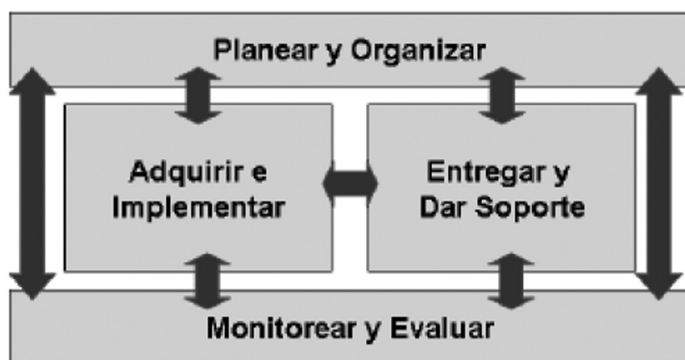 Planear y Organizar
Adquirir e
Implementar
Entregar y
Dar Soporte
Monitorear y Evaluar